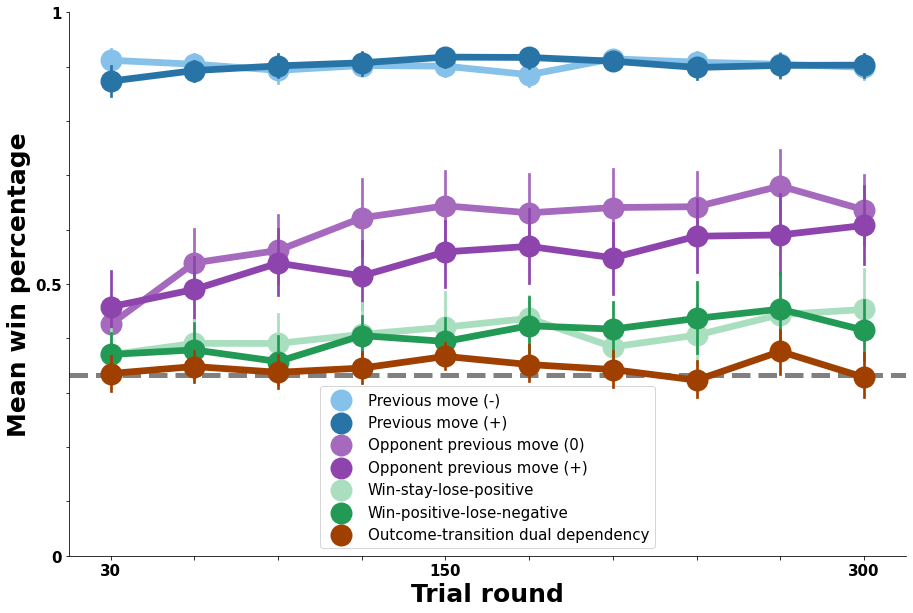 1
0.5
0
Mean win percentage
Previous move (-)
Previous move (+)
Opponent previous move (0)
Opponent previous move (+)
Win-stay-lose-positive
Win-positive-lose-negative
Outcome-transition dual dependency
30
150
300
Trial round